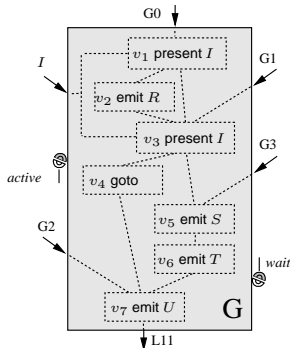 G0
v1 present I
I
G1
v2 emit R
v3 present I
G3
v4 goto
active
v5 emit S
G2
v6 emit T
wait
v7 emit U
G
L11